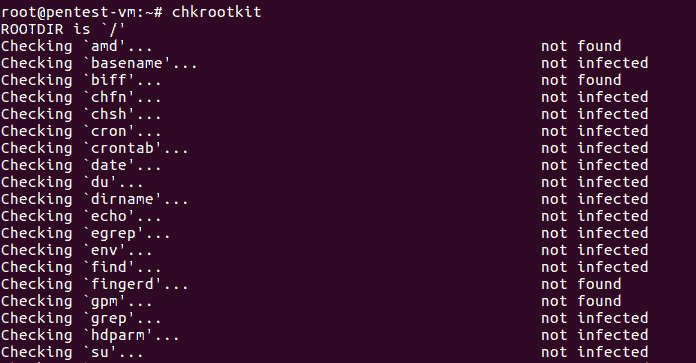 root@pentest-vm:~# chkrootkit
ROOTDIR is `/'
Checking `amd'... not found
Checking `basename'... not infected
Checking `biff'... not found
Checking `chfn'... not infected
Checking `chsh'... not infected
Checking `cron'... not infected
Checking `crontab'... not infected
Checking `date'... not infected
Checking `du'... not infected
Checking `dirname'... not infected
Checking `echo'... not infected
Checking `egrep'... not infected
Checking `env'... not infected
Checking `find'... not infected
Checking `fingerd'... not found
Checking `gpm'... not found
Checking `grep'... not infected
Checking `hdparm'... not infected
Checking `su'... not infected